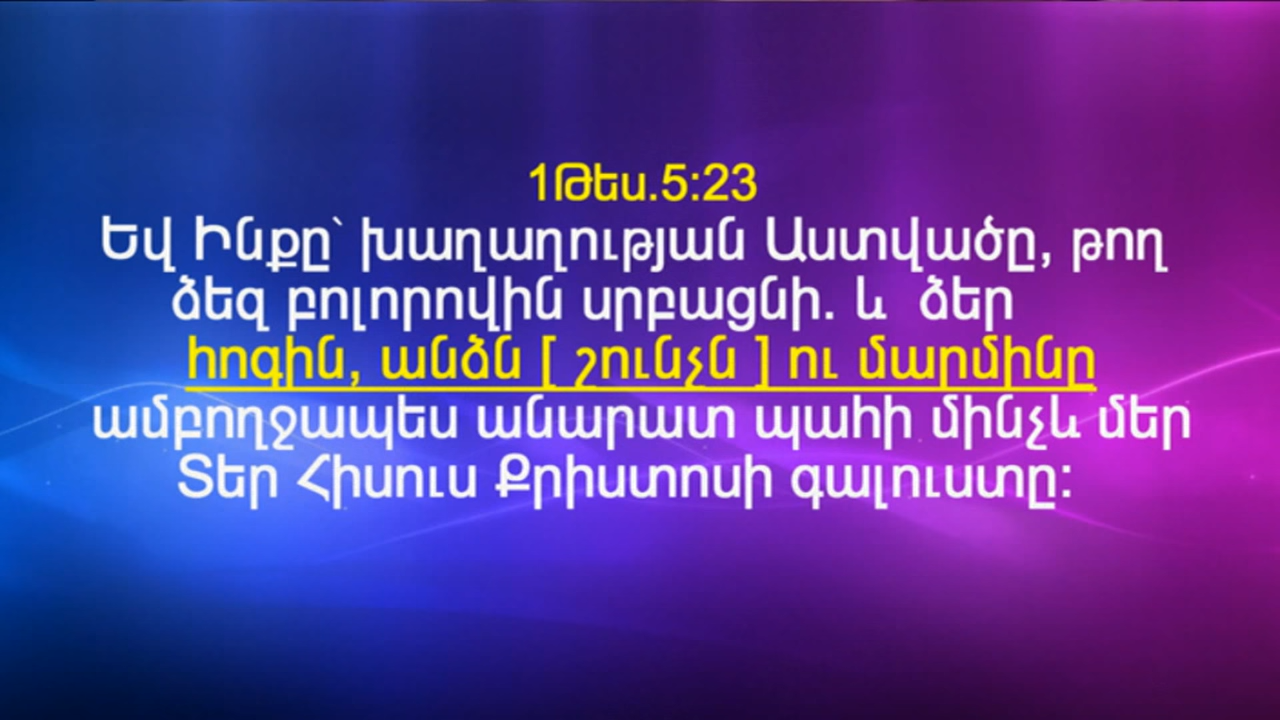 1Թես.5:23
Եվ Ինքը՝ խաղաղության Աստվածը, թող
ձեզ բոլորովին սրբացնի. և ձեր
հոգին, անձն [ շունչն ] ու մարմինը
ամբողջապես անարատ պահի մինչև մեր
Տեր Հիսուս Քրիստոսի գալուստը: